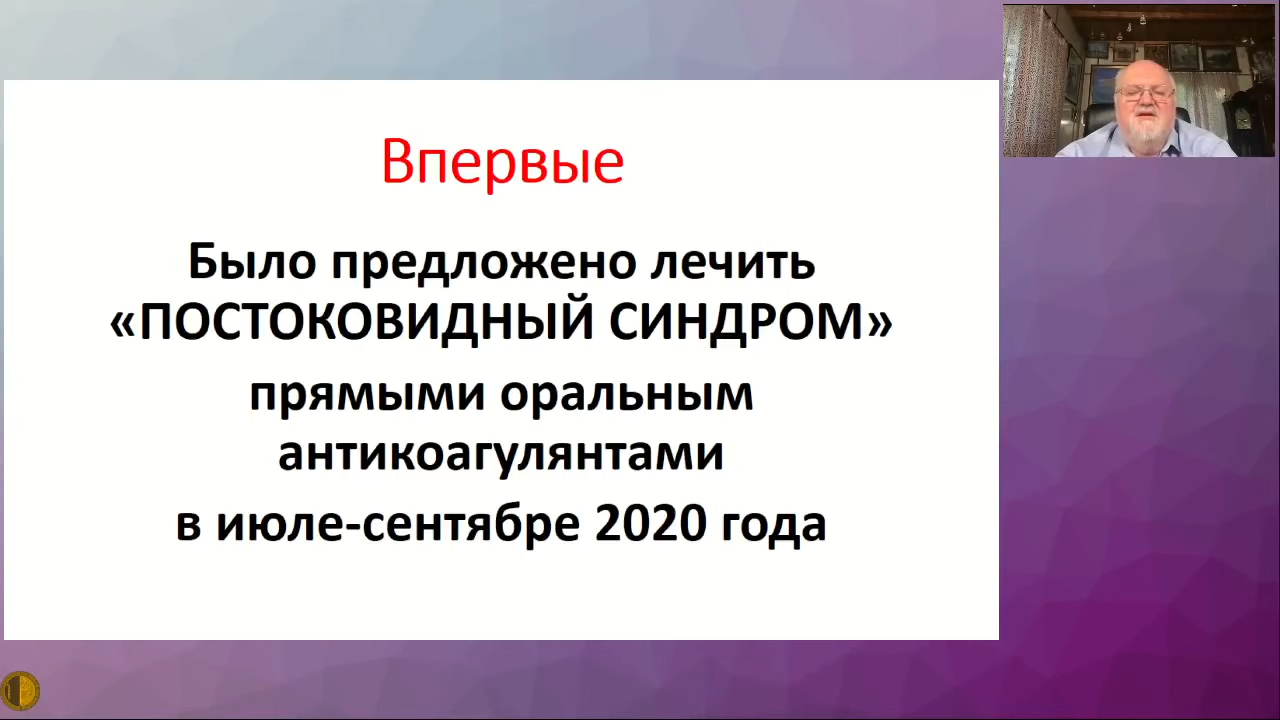 Впервые
Было предложено лечить
«ПОСТОКОВИДНЫЙ СИНДРОМ»
прямыми оральным
антикоагулянтами
в июле-сентябре 2020 года